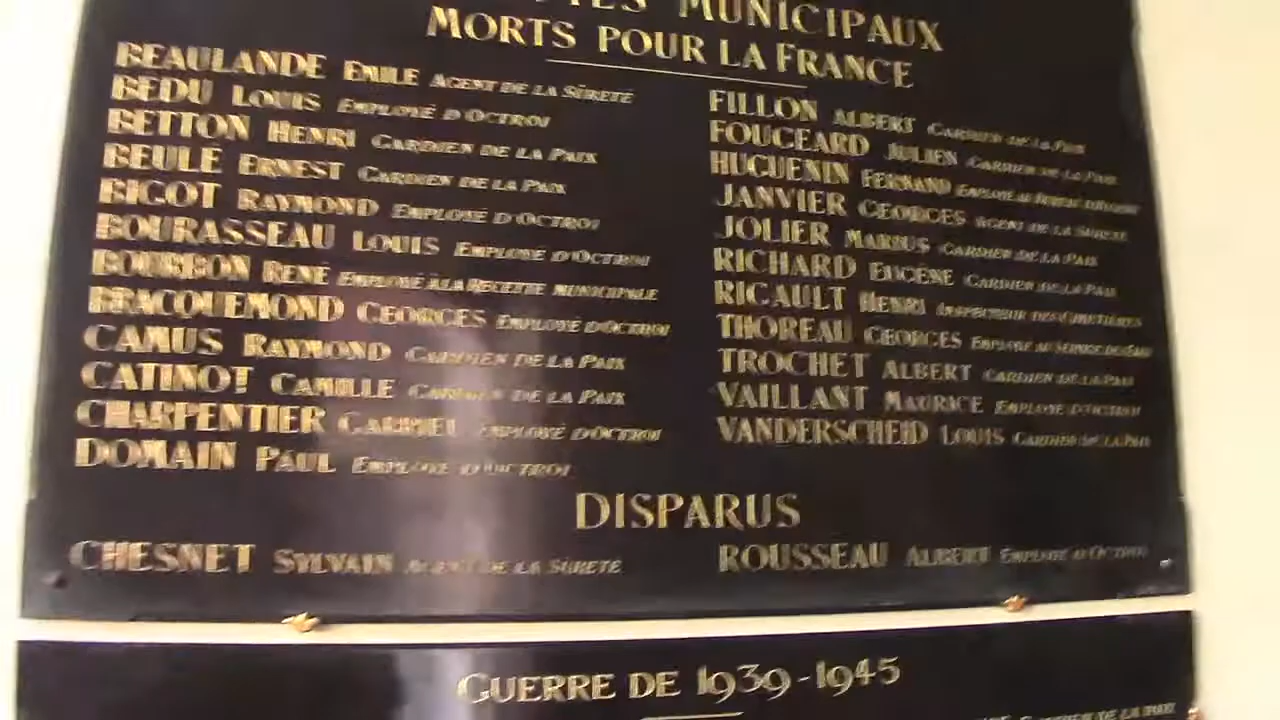 MUNICIPAUX
MORTS POUR LA FRANCE
BEAULANDE EMILE AGENT DE LA SÛRETÉ
BEDU LOUIS EMPLOYÉ D'OCTROI
BETTON HENRI GARDIEN DE LA PAIX
BEULÉ ERNEST GARDIEN DE LA PAIX
BIGOT RAYMOND EMPLOYÉ D'OCTROI
BOURASSEAU LOUIS EMPLOYÉ D'OCTROI
BOURBON RENÉ EMPLOYÉ À LA RECETTE MUNICIPALE
BRACQUEMOND GEORGES EMPLOYÉ D'OCTROI
CAMUS RAYMOND GARDIEN DE LA PAIX
CATINOT CAMILLE GARDIEN DE LA PAIX
CHARPENTIER GABRIEL EMPLOYÉ D'OCTROI
DOMAIN PAUL EMPLOYÉ D'OCTROI
FILLON ALBERT GARDIEN DE LA PAIX
FOUGEARD JULIEN GARDIEN DE LA PAIX
HUGUENIN FERNAND EMPLOYÉ AU BUREAU
JANVIER GEORGES AGENT DE LA SÛRETÉ
JOLIER MARIUS GARDIEN DE LA PAIX
RICHARD EUGÈNE GARDIEN DE LA PAIX
RIGAULT HENRI INSPECTEUR DES CIMETIÈRES
THOREAU GEORGES EMPLOYÉ AU SERVICE DES EAUX
TROCHET ALBERT GARDIEN DE LA PAIX
VAILLANT MAURICE EMPLOYÉ D'OCTROI
VANDERSCHEID LOUIS GARDIEN DE LA PAIX
DISPARUS
CHESNET SYLVAIN AGENT DE LA SÛRETÉ
ROUSSEAU ALBERT EMPLOYÉ D'OCTROI
GUERRE DE 1939-1945
GARDIEN DE LA PAIX